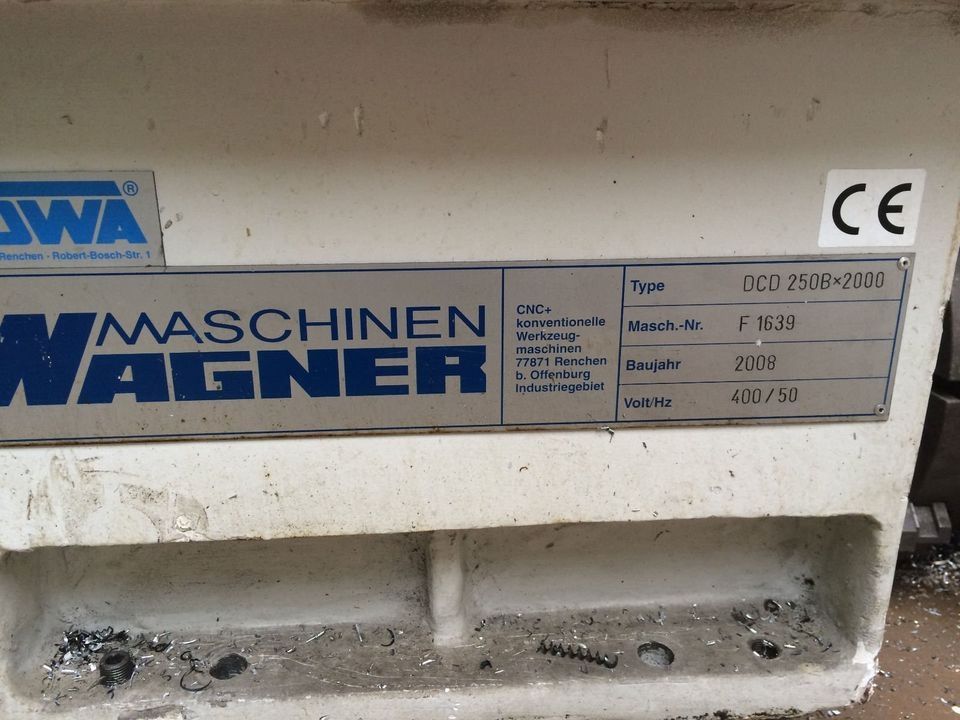 WA®
Renchen - Robert-Bosch-Str. 1
CE
MASCHINEN
WAGNER
CNC+
konventionelle
Werkzeug-
maschinen
77871 Renchen
b. Offenburg
Industriegebiet
Type DCD 250B×2000
Masch.-Nr. F 1639
Baujahr 2008
Volt/Hz 400/50